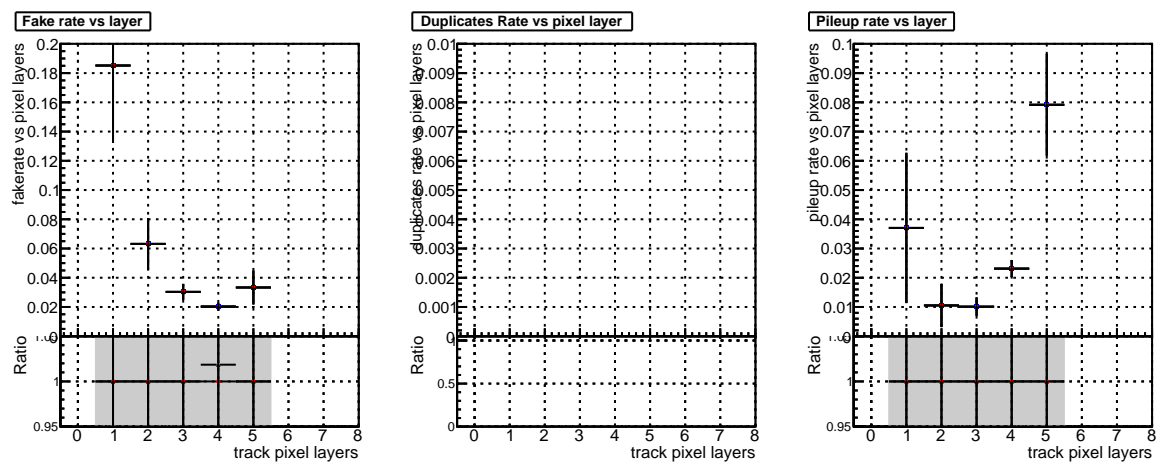 Fake rate vs layer
fakerate vs pixel layers
0.2
0.18
0.16
0.14
0.12
0.1
0.08
0.06
0.04
0.02
0
Ratio
1
0.95
0 1 2 3 4 5 6 7 8
track pixel layers
Duplicates Rate vs pixel layer
duplicates rate vs pixel layers
0.01
0.009
0.008
0.007
0.006
0.005
0.004
0.003
0.002
0.001
0
Ratio
1
0.5
0
0 1 2 3 4 5 6 7 8
track pixel layers
Pileup rate vs layer
pileup rate vs pixel layers
0.1
0.09
0.08
0.07
0.06
0.05
0.04
0.03
0.02
0.01
0
Ratio
1
0.95
0 1 2 3 4 5 6 7 8
track pixel layers